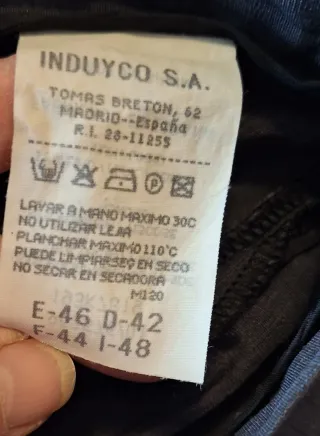 INDUYCO S.A.
TOMAS BRETON, 62
MADRID--España
R.I. 28-11255
LAVAR A MANO MAXIMO 30C
NO UTILIZAR LEJIA
PLANCHAR MAXIMO 110°C
PUEDE LIMPIARSE EN SECO
NO SECAR EN SECADORA
M120
E-46 D-42
F-44 I-48